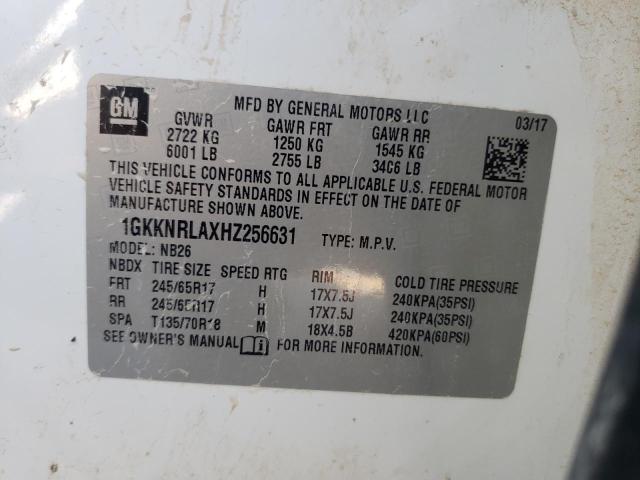 GM
MFD BY GENERAL MOTORS LLC
03/17
GVWR GAWR FRT GAWR RR
2722 KG 1250 KG 1545 KG
6001 LB 2755 LB 3406 LB
THIS VEHICLE CONFORMS TO ALL APPLICABLE U.S. FEDERAL MOTOR
VEHICLE SAFETY STANDARDS IN EFFECT ON THE DATE OF
MANUFACTURE SHOWN ABOVE.
1GKKNRLAXHZ256631 TYPE: M.P.V.
MODEL: NB26
NBDX TIRE SIZE SPEED RTG RIM COLD TIRE PRESSURE
FRT 245/65R17 H 17X7.5J 240KPA(35PSI)
RR 245/65R17 H 17X7.5J 240KPA(35PSI)
SPA T135/70R18 M 18X4.5B 420KPA(60PSI)
SEE OWNER'S MANUAL FOR MORE INFORMATION.